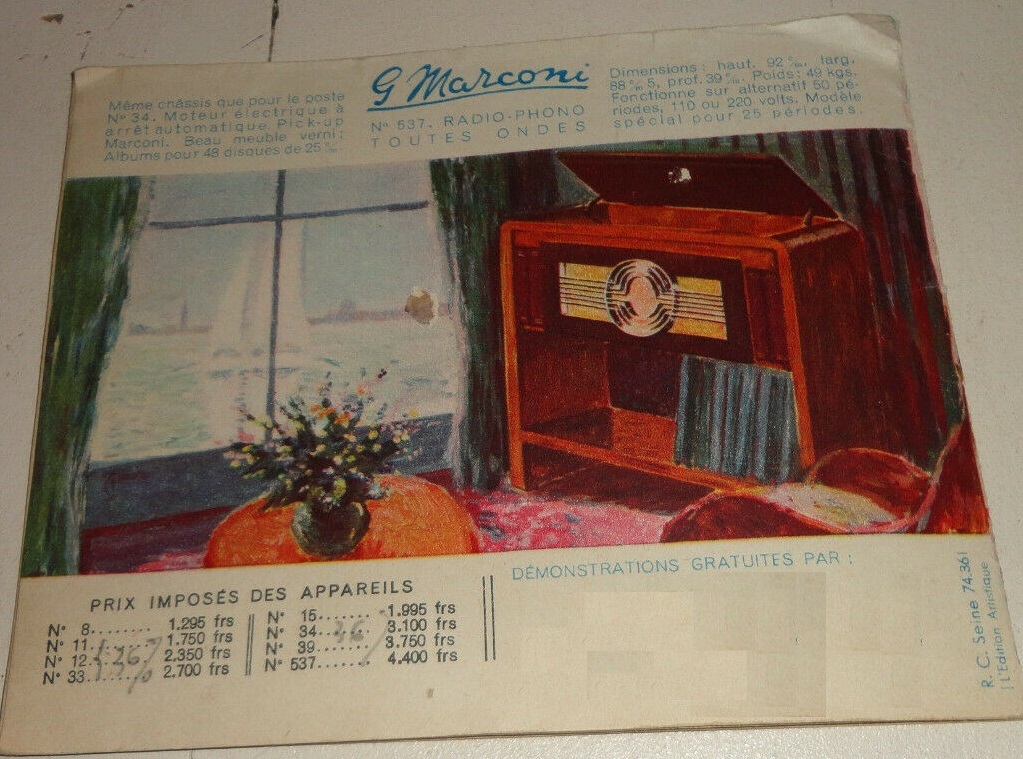 Même châssis que pour le poste
N° 34. Moteur électrique à
arrêt automatique. Pick-up
Marconi. Beau meuble verni;
Albums pour 48 disques de 25 %m.
G Marconi
N° 537. RADIO-PHONO
TOUTES ONDES
Dimensions: haut. 92 %m, larg.
88 %m 5, prof. 39 %m. Poids: 49 kgs.
Fonctionne sur alternatif 50 pé-
riodes, 110 ou 220 volts. Modèle
spécial pour 25 périodes.
PRIX IMPOSÉS DES APPAREILS
N° 8........ 1.295 frs
N° 11........ 1.750 frs
N° 12........ 2.350 frs
N° 33........ 2.700 frs
N° 15....... 1.995 frs
N° 34....... 3.100 frs
N° 39....... 3.750 frs
N° 537....... 4.400 frs
DÉMONSTRATIONS GRATUITES PAR :
R. C. Seine 74.361
L'Edition Artistique